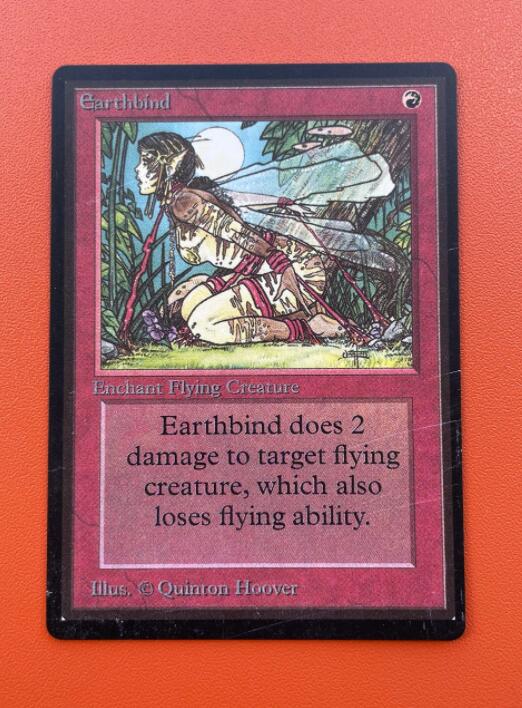 Earthbind
Enchant Flying Creature
Earthbind does 2
damage to target flying
creature, which also
loses flying ability.
Illus. © Quinton Hoover